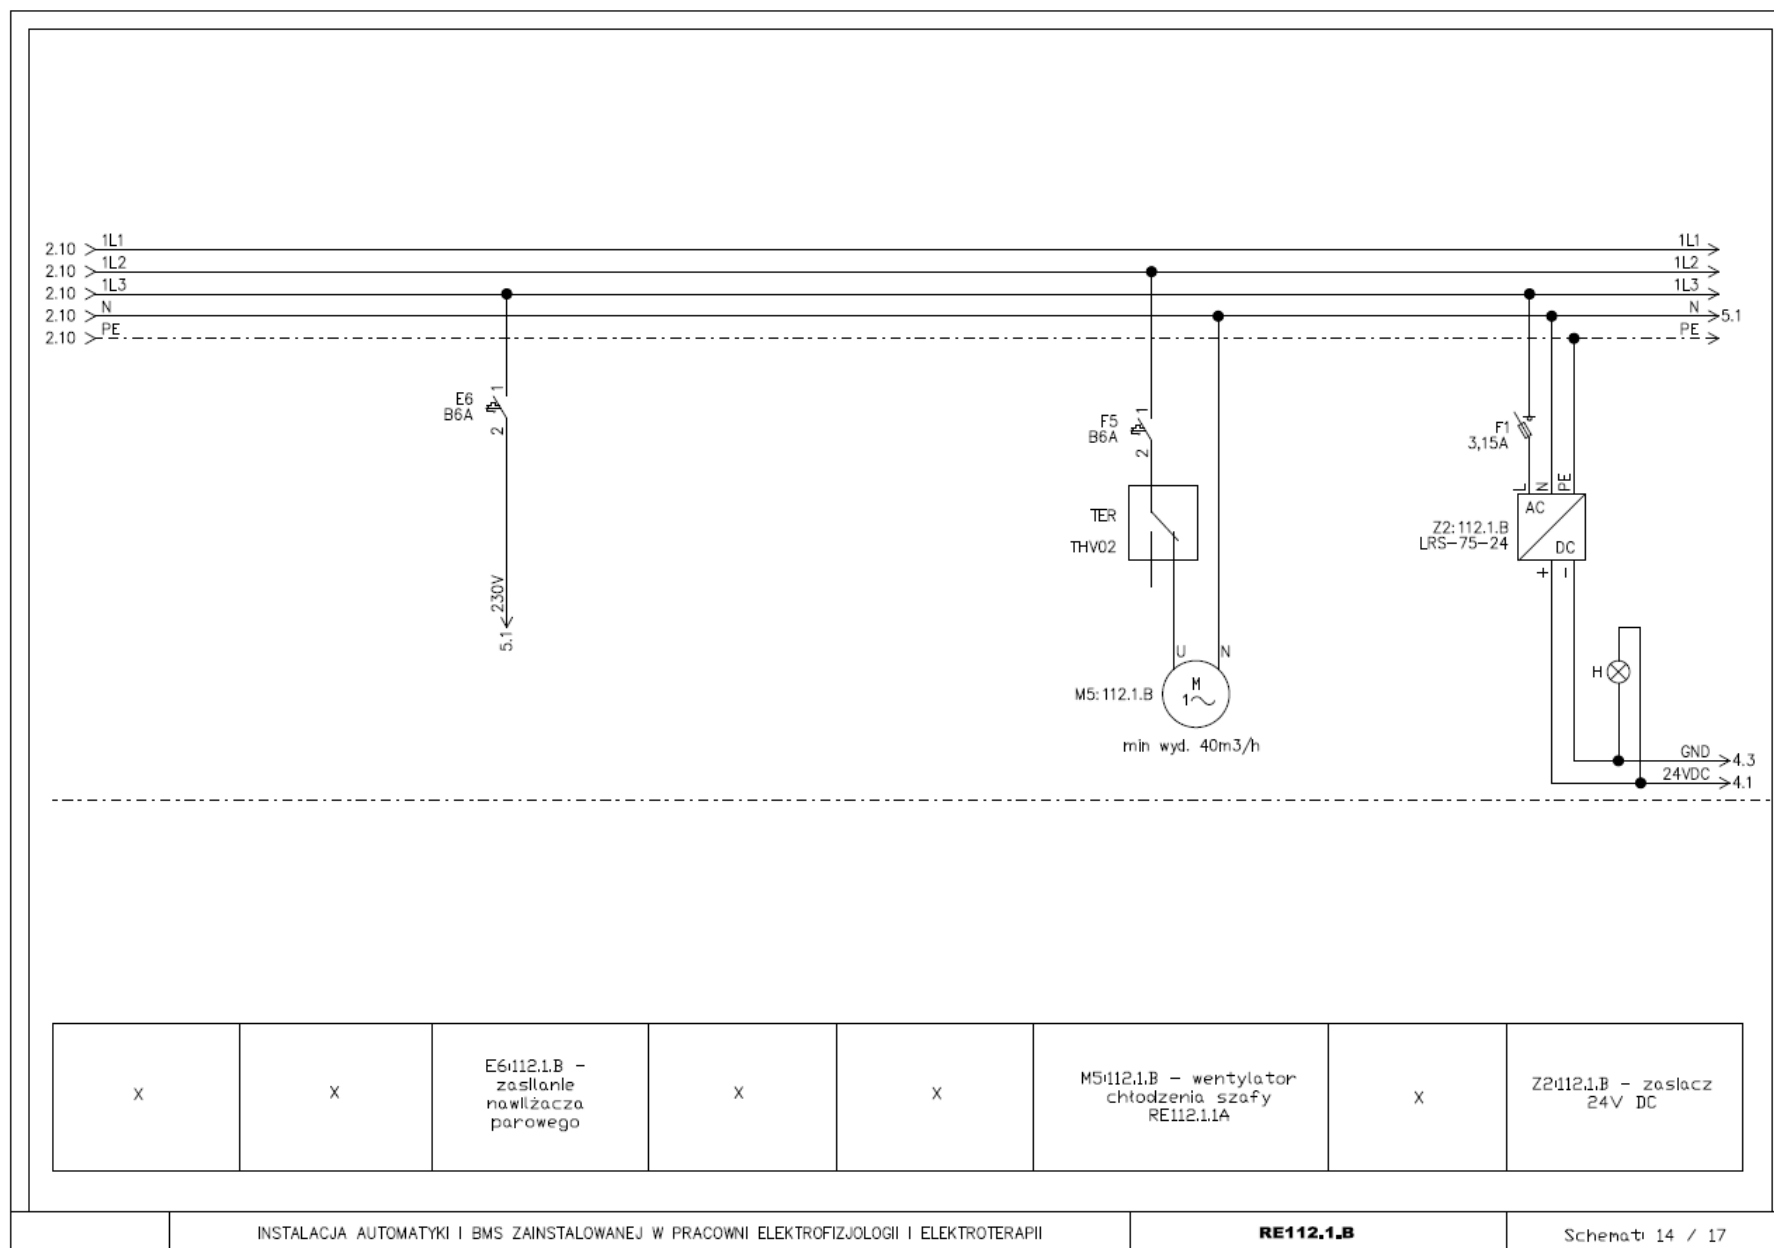 2.10 1L1 1L1
2.10 1L2 1L2
2.10 1L3 1L3
2.10 N N 5.1
2.10 PE PE
E6
B6A
1
2
230V
5.1
F5
B6A
1
2
TER
THV02
U N
M5:112.1.B
M
1~
min wyd. 40m3/h
F1
3,15A
L N PE
AC
DC
Z2:112.1.B
LRS-75-24
+ −
H
GND 4.3
24VDC 4.1
X
X
E6:112.1.B –
zasilanie
nawilżacza
parowego
X
X
M5:112.1.B – wentylator
chłodzenia szafy
RE112.1.1A
X
Z2:112.1.B – zaslacz
24V DC
INSTALACJA AUTOMATYKI I BMS ZAINSTALOWANEJ W PRACOWNI ELEKTROFIZJOLOGII I ELEKTROTERAPII
RE112.1.B
Schemat: 14 / 17